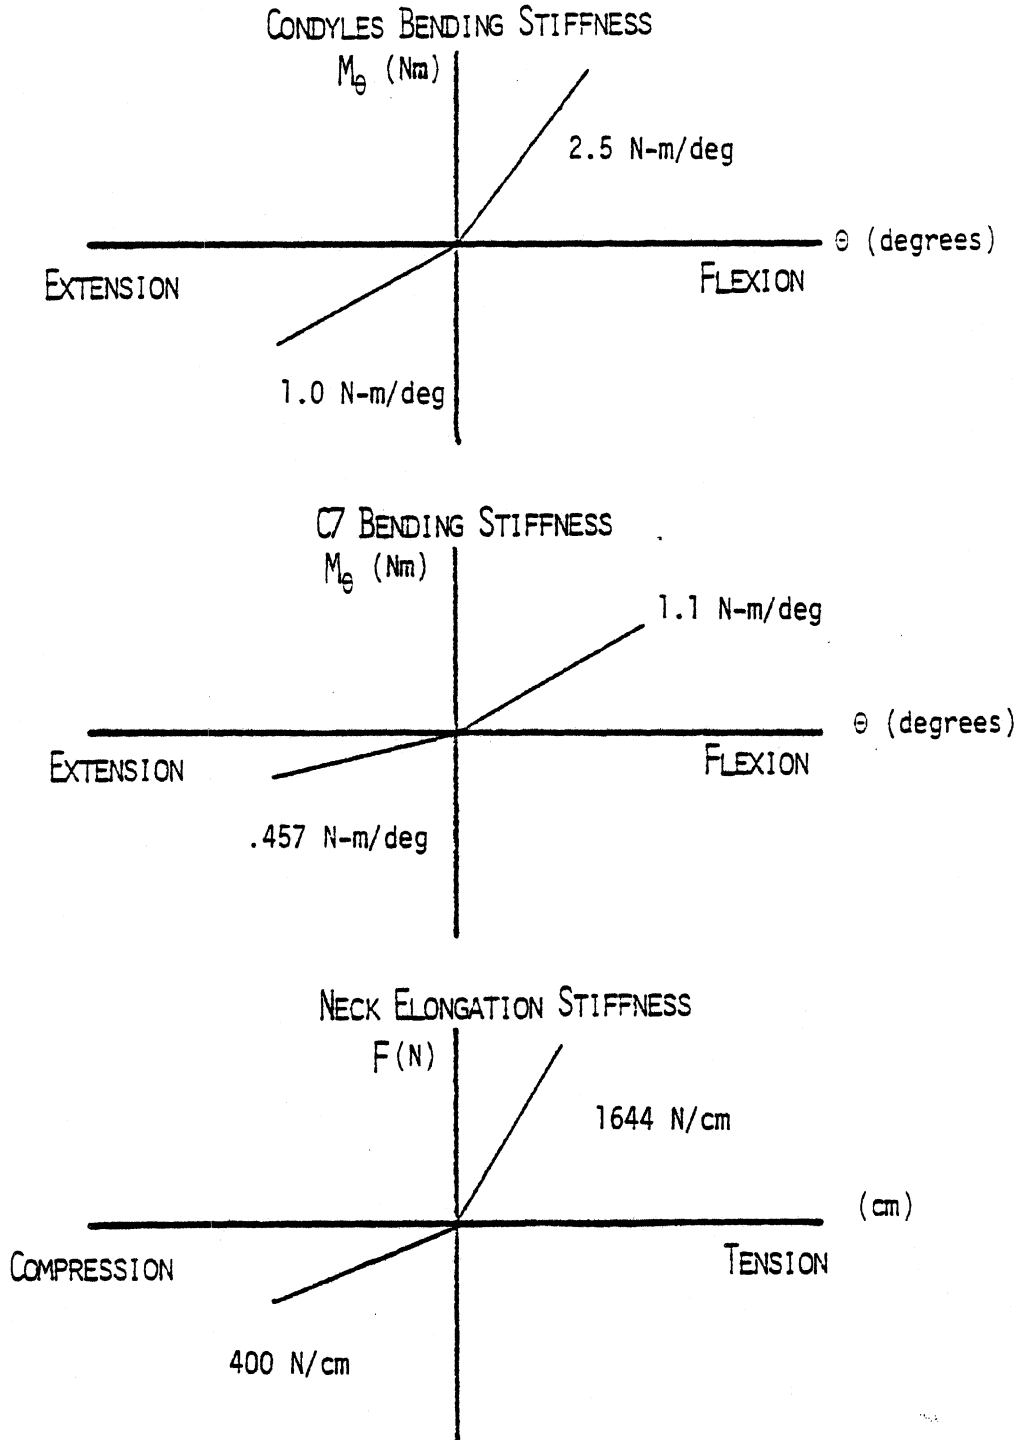 CONDYLES BENDING STIFFNESS
Mθ (Nm)
2.5 N-m/deg
θ (degrees)
EXTENSION
FLEXION
1.0 N-m/deg
C7 BENDING STIFFNESS
Mθ (Nm)
1.1 N-m/deg
θ (degrees)
EXTENSION
FLEXION
.457 N-m/deg
NECK ELONGATION STIFFNESS
F(N)
1644 N/cm
(cm)
COMPRESSION
TENSION
400 N/cm